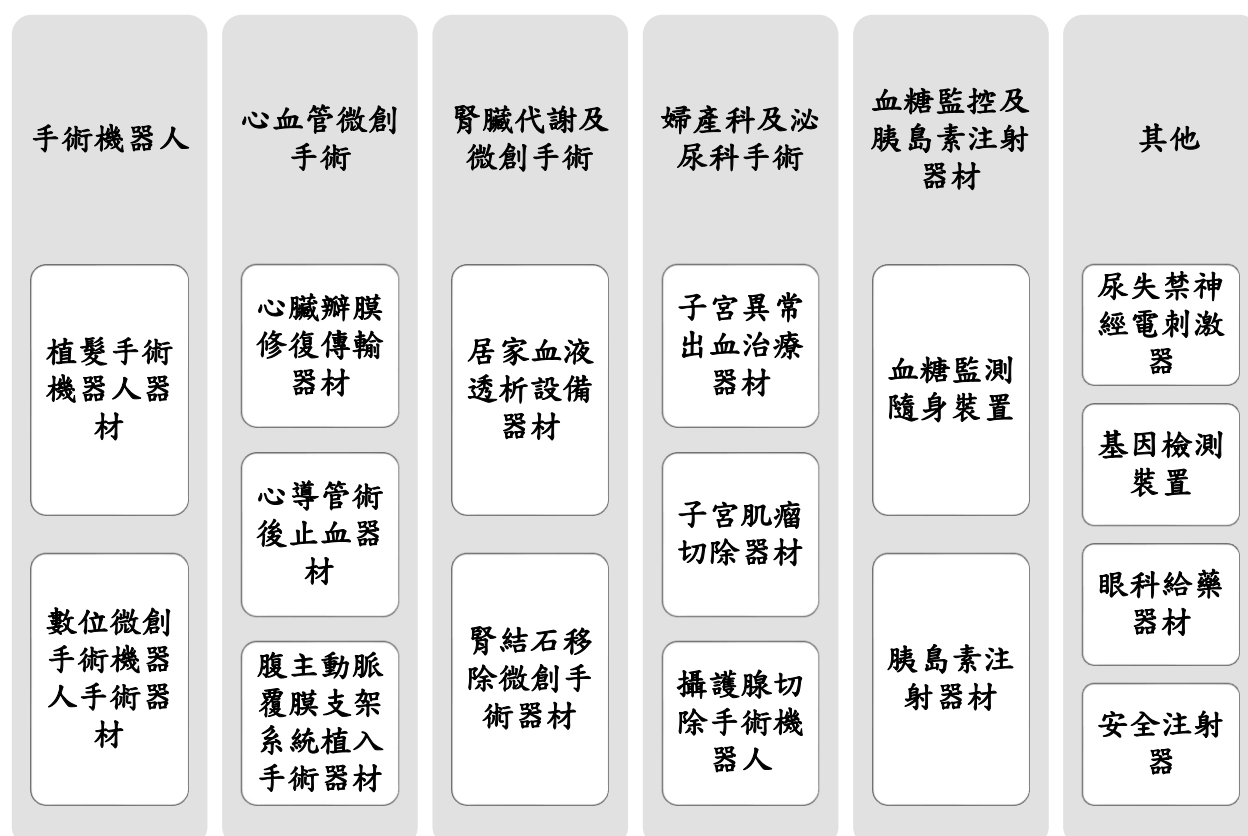 手術機器人
植髮手術
機器人器
材
數位微創
手術機器
人手術器
材
心血管微創
手術
心臟瓣膜
修復傳輸
器材
心導管術
後止血器
材
腹主動脈
覆膜支架
系統植入
手術器材
腎臟代謝及
微創手術
居家血液
透析設備
器材
腎結石移
除微創手
術器材
婦產科及泌
尿科手術
子宮異常
出血治療
器材
子宮肌瘤
切除器材
攝護腺切
除手術機
器人
血糖監控及
胰島素注射
器材
血糖監測
隨身裝置
胰島素注
射器材
其他
尿失禁神
經電刺激
器
基因檢測
裝置
眼科給藥
器材
安全注射
器